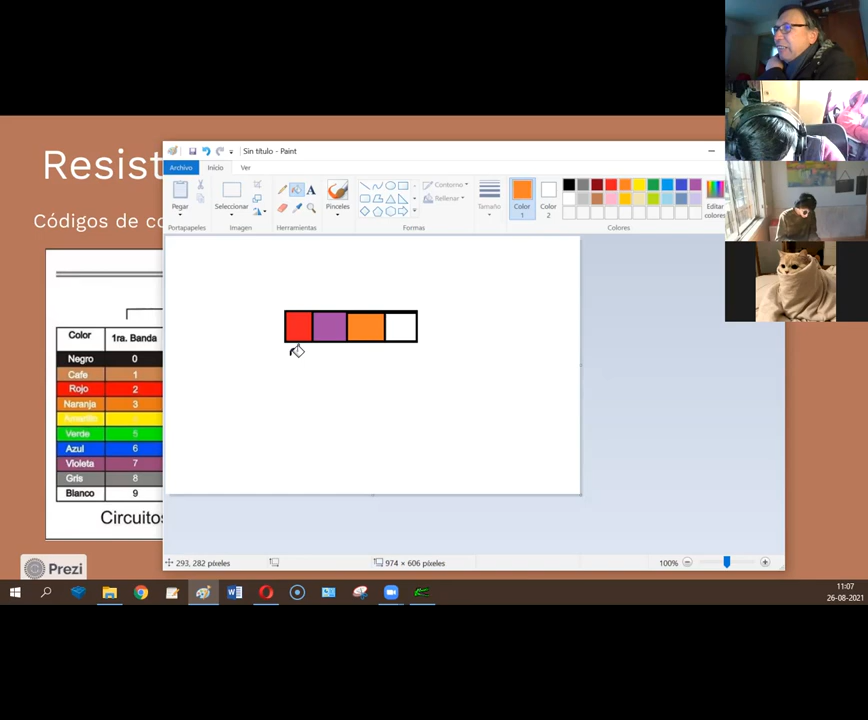 Resist
Códigos de co
Color 1ra. Banda
Negro 0
Cafe 1
Rojo 2
Naranja 3
Verde 5
Azul 6
Violeta 7
Gris 8
Blanco 9
Circuitos
Prezi
Sin título - Paint
Archivo Inicio Ver
Pegar
Seleccionar
A
Pinceles
Contorno
Rellenar
Tamaño
Color 1
Color 2
Editar colores
Portapapeles Imagen Herramientas Formas Colores
293, 282 píxeles 974 × 606 píxeles 100%
11:07
26-08-2021